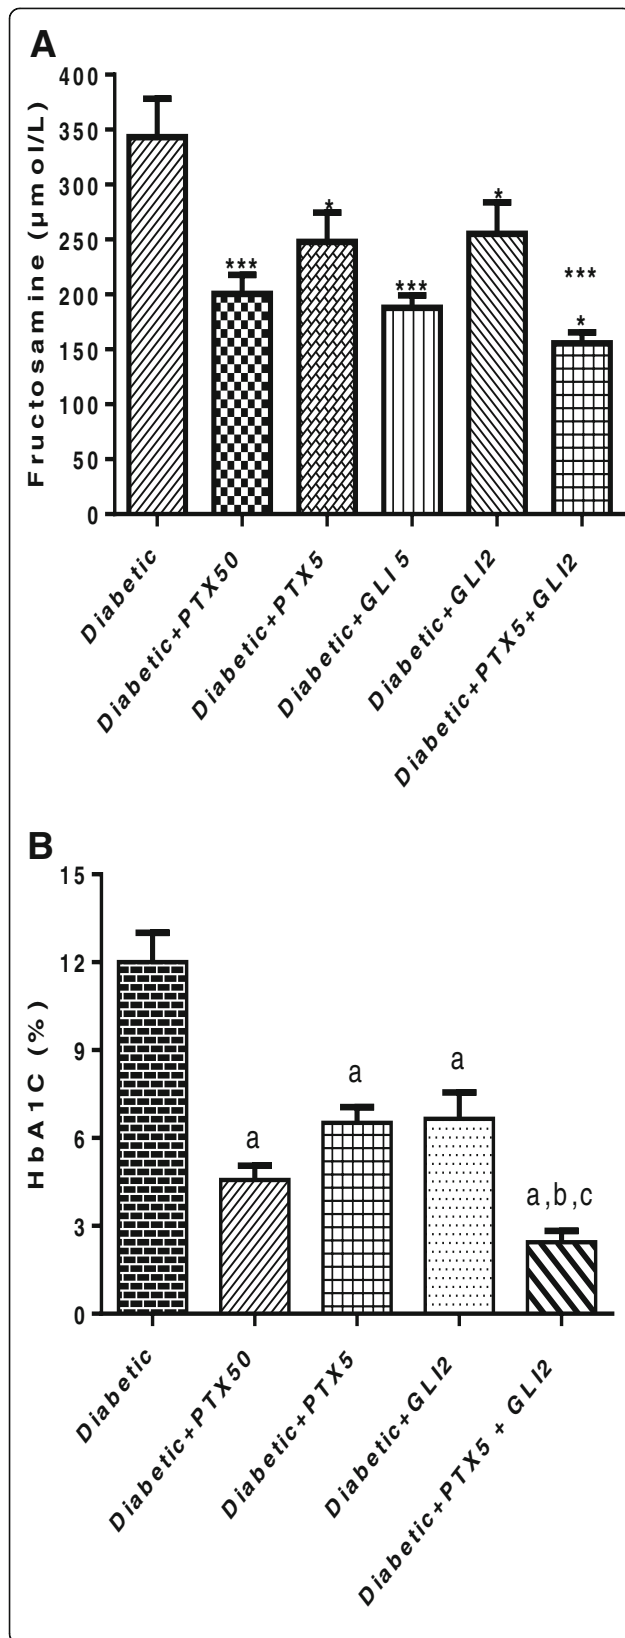 A
Fructosamine (µmol/L)
400
350
300
250
200
150
100
50
0
***
*
***
*
***
*
Diabetic
Diabetic+PTX50
Diabetic+PTX5
Diabetic+GLI5
Diabetic+GLI2
Diabetic+PTX5+GLI2
B
HbA1C (%)
15
12
9
6
3
0
a
a
a
a,b,c
Diabetic
Diabetic+PTX50
Diabetic+PTX5
Diabetic+GLI2
Diabetic+PTX5 + GLI2